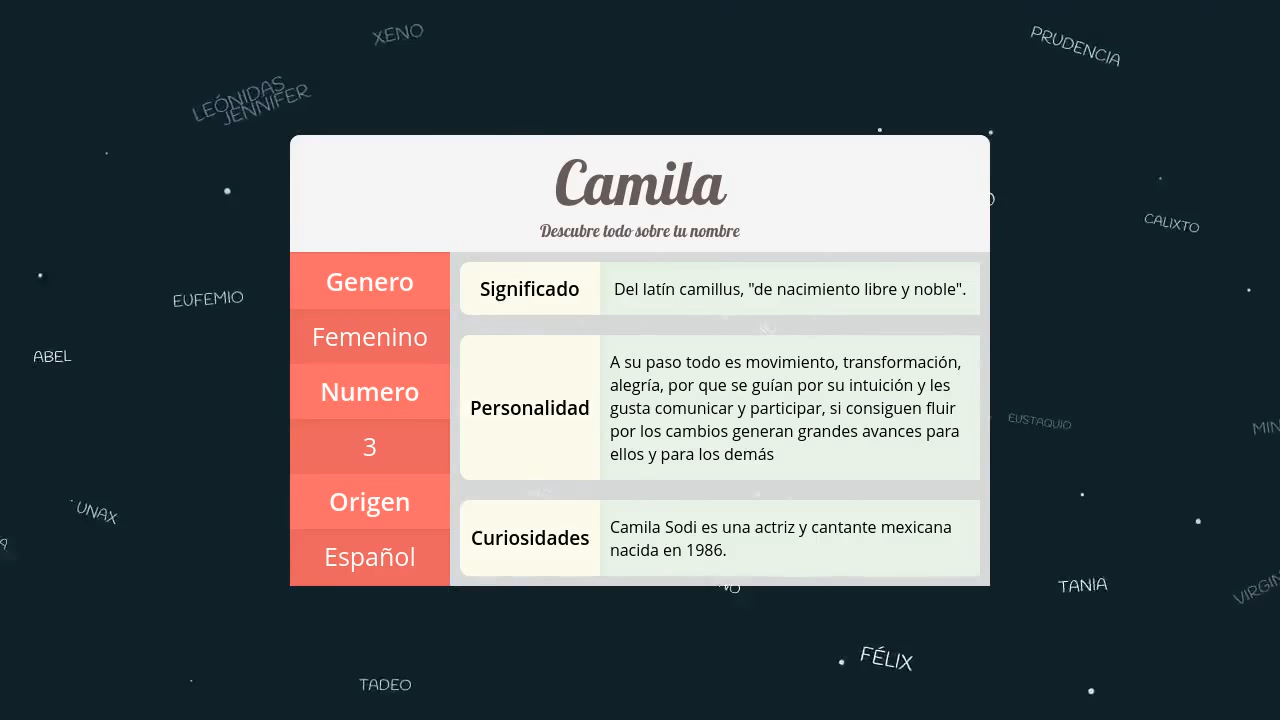 XENO
PRUDENCIA
LEÓNIDAS
JENNIFER
Camila
Descubre todo sobre tu nombre
CALIXTO
Genero
Femenino
Numero
3
Origen
Español
Significado
Del latín camillus, "de nacimiento libre y noble".
Personalidad
A su paso todo es movimiento, transformación,
alegría, por que se guían por su intuición y les
gusta comunicar y participar, si consiguen fluir
por los cambios generan grandes avances para
ellos y para los demás
Curiosidades
Camila Sodi es una actriz y cantante mexicana
nacida en 1986.
EUFEMIO
ABEL
EUSTAQUIO
MIN
UNAX
TANIA
VIRGIN
FÉLIX
TADEO